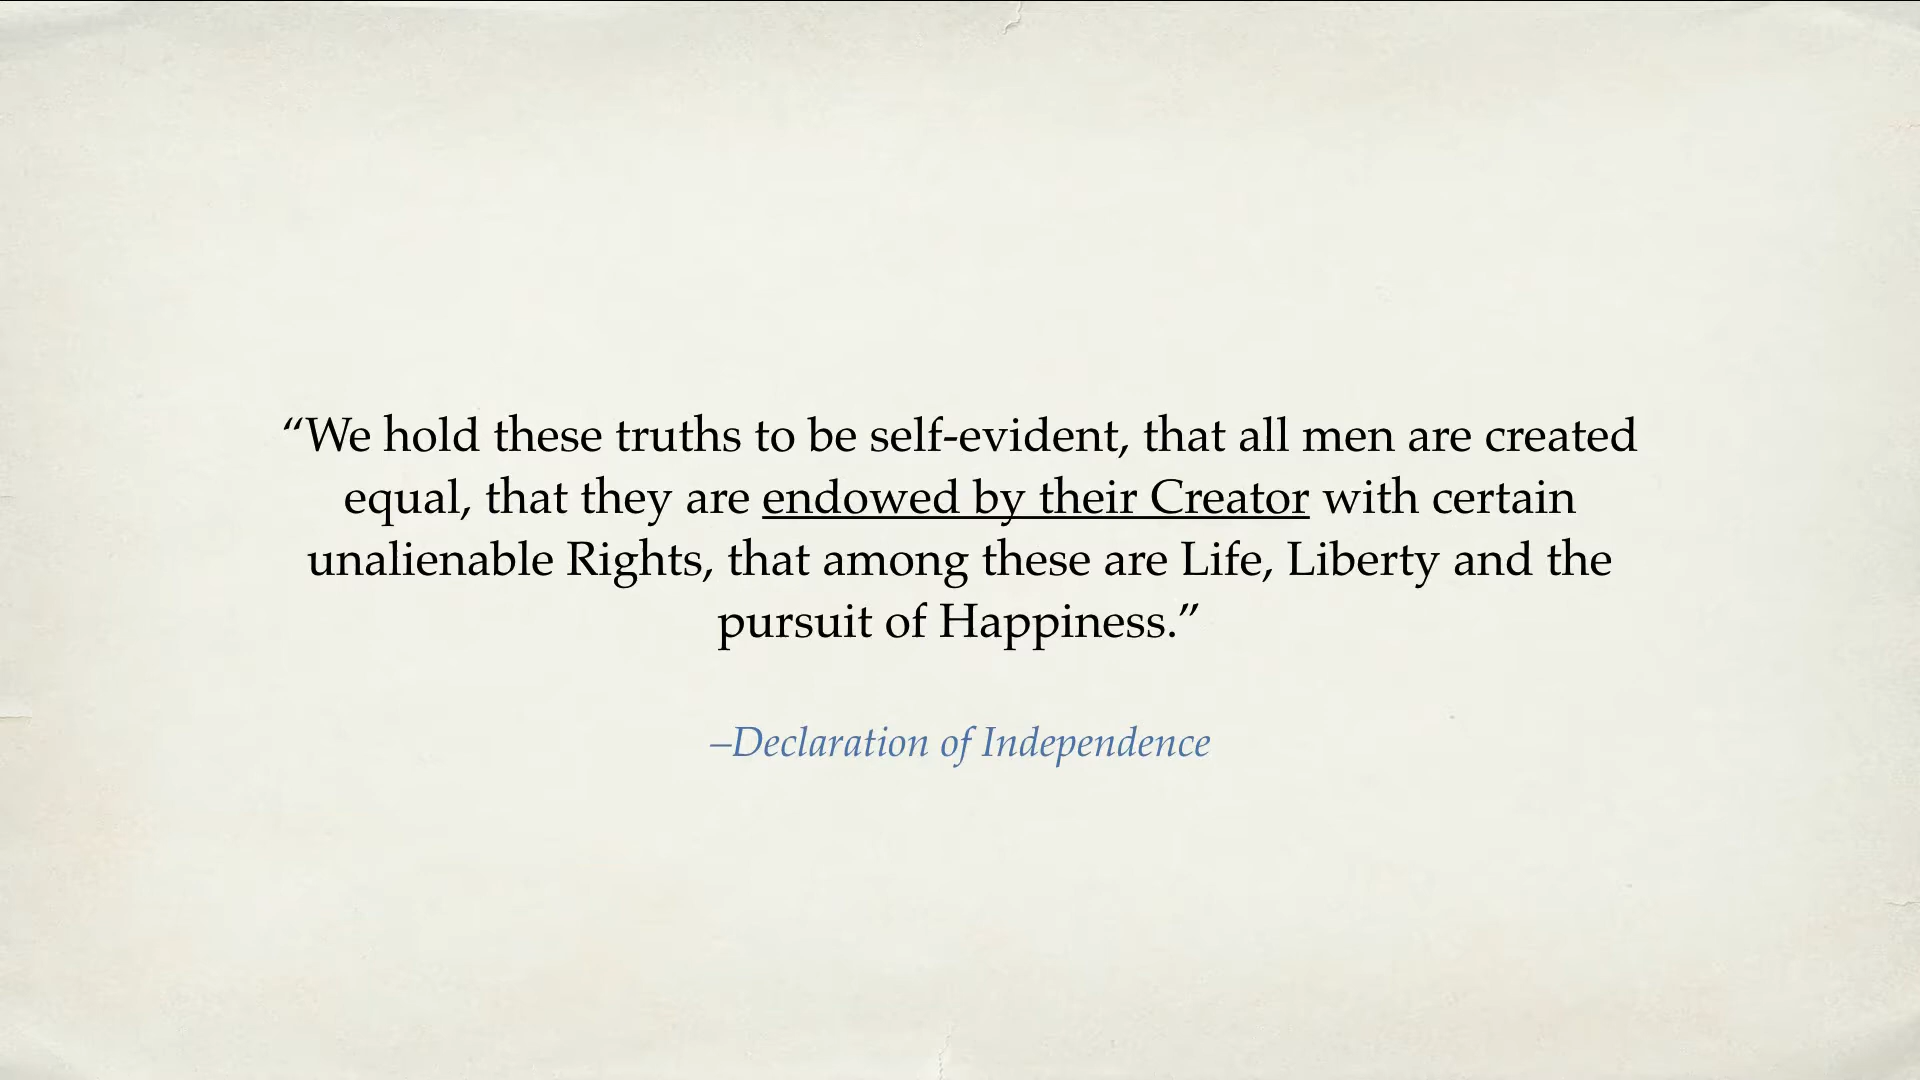 “We hold these truths to be self-evident, that all men are created
equal, that they are endowed by their Creator with certain
unalienable Rights, that among these are Life, Liberty and the
pursuit of Happiness.”
–Declaration of Independence